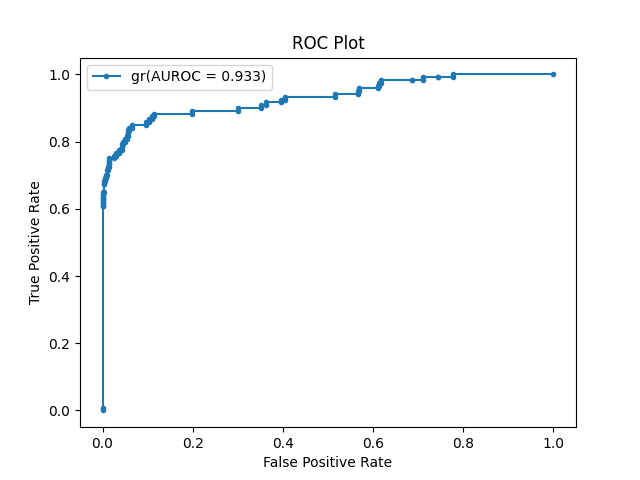 ROC Plot
gr(AUROC = 0.933)
True Positive Rate
1.0
0.8
0.6
0.4
0.2
0.0
0.0 0.2 0.4 0.6 0.8 1.0
False Positive Rate